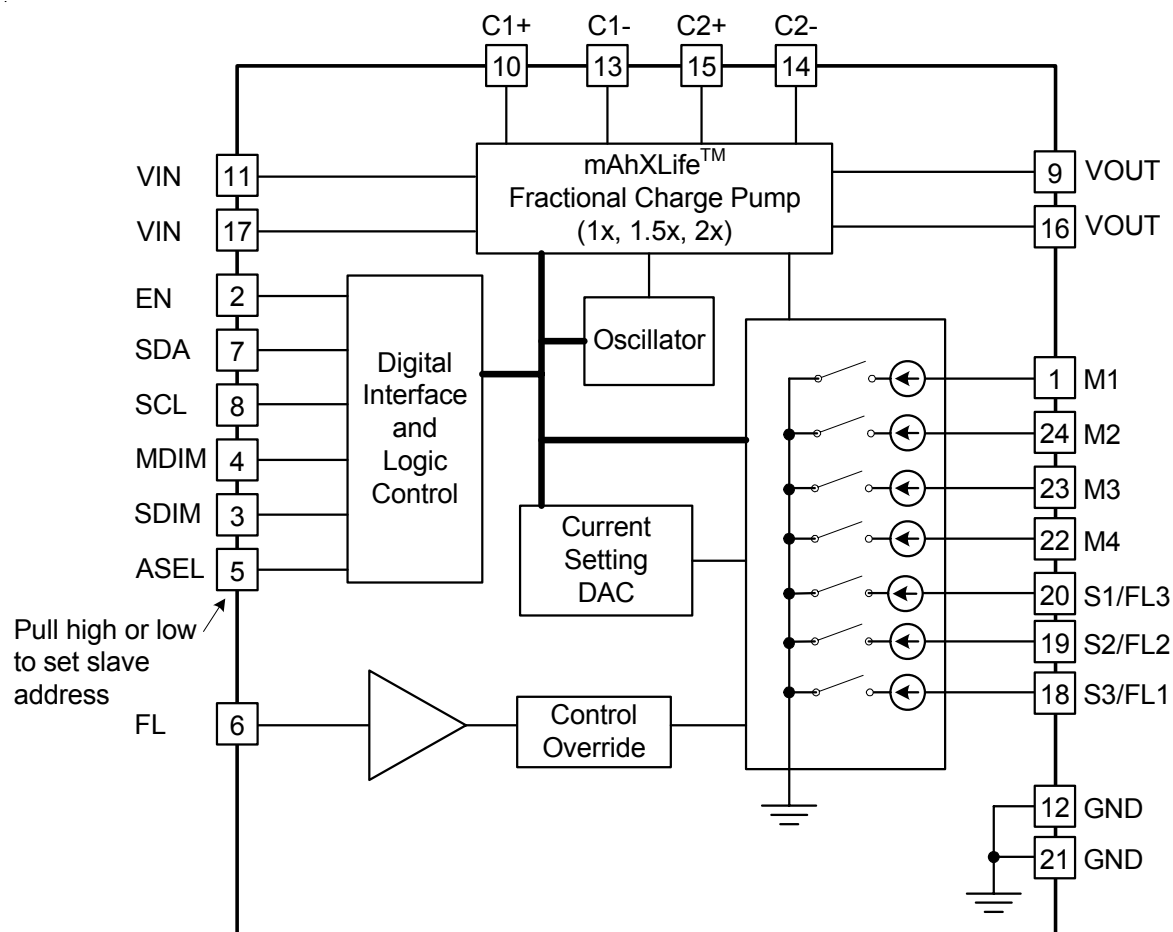 C1+ C1- C2+ C2-
10 13 15 14
mAhXLife™
Fractional Charge Pump
(1x, 1.5x, 2x)
VIN 11
VIN 17
9 VOUT
16 VOUT
EN 2
SDA 7
SCL 8
MDIM 4
SDIM 3
ASEL 5
Pull high or low
to set slave
address
FL 6
Digital
Interface
and
Logic
Control
Oscillator
Current
Setting
DAC
Control
Override
1 M1
24 M2
23 M3
22 M4
20 S1/FL3
19 S2/FL2
18 S3/FL1
12 GND
21 GND